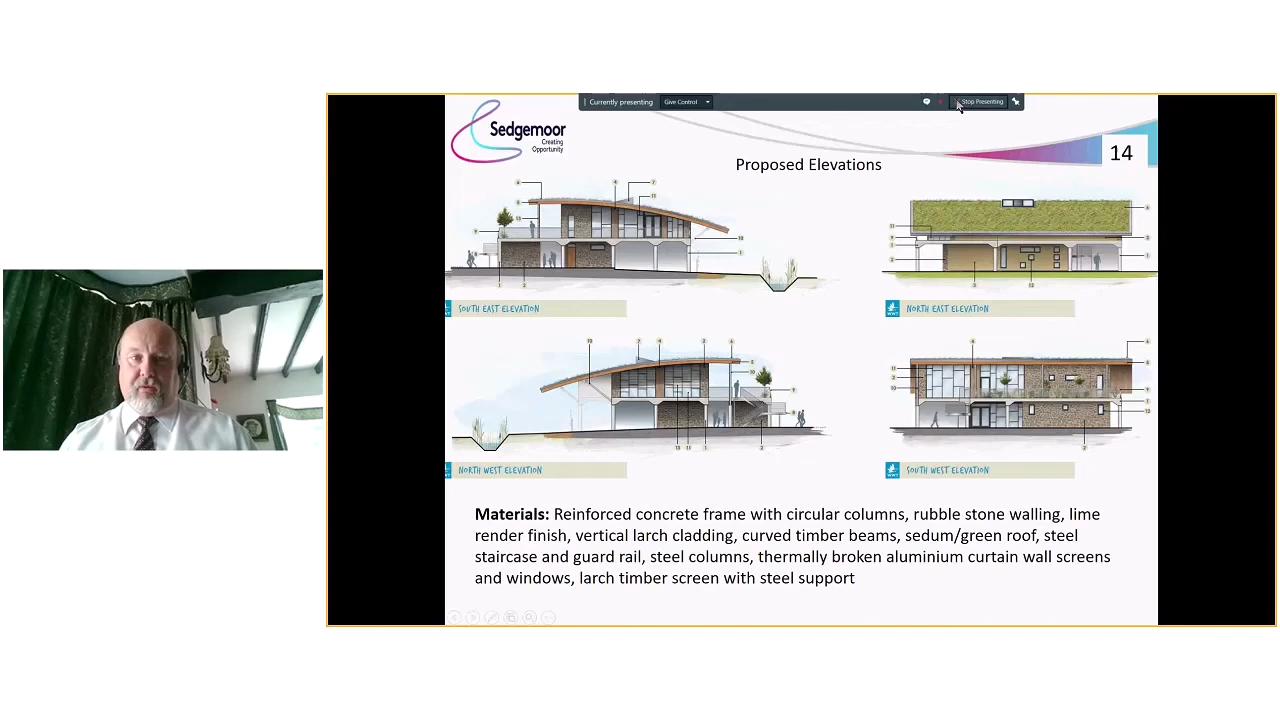 Currently presenting
Give Control
Stop Presenting
Sedgemoor
Creating
Opportunity
14
Proposed Elevations
SOUTH EAST ELEVATION
WWT
NORTH EAST ELEVATION
NORTH WEST ELEVATION
WWT
SOUTH WEST ELEVATION
Materials: Reinforced concrete frame with circular columns, rubble stone walling, lime
render finish, vertical larch cladding, curved timber beams, sedum/green roof, steel
staircase and guard rail, steel columns, thermally broken aluminium curtain wall screens
and windows, larch timber screen with steel support